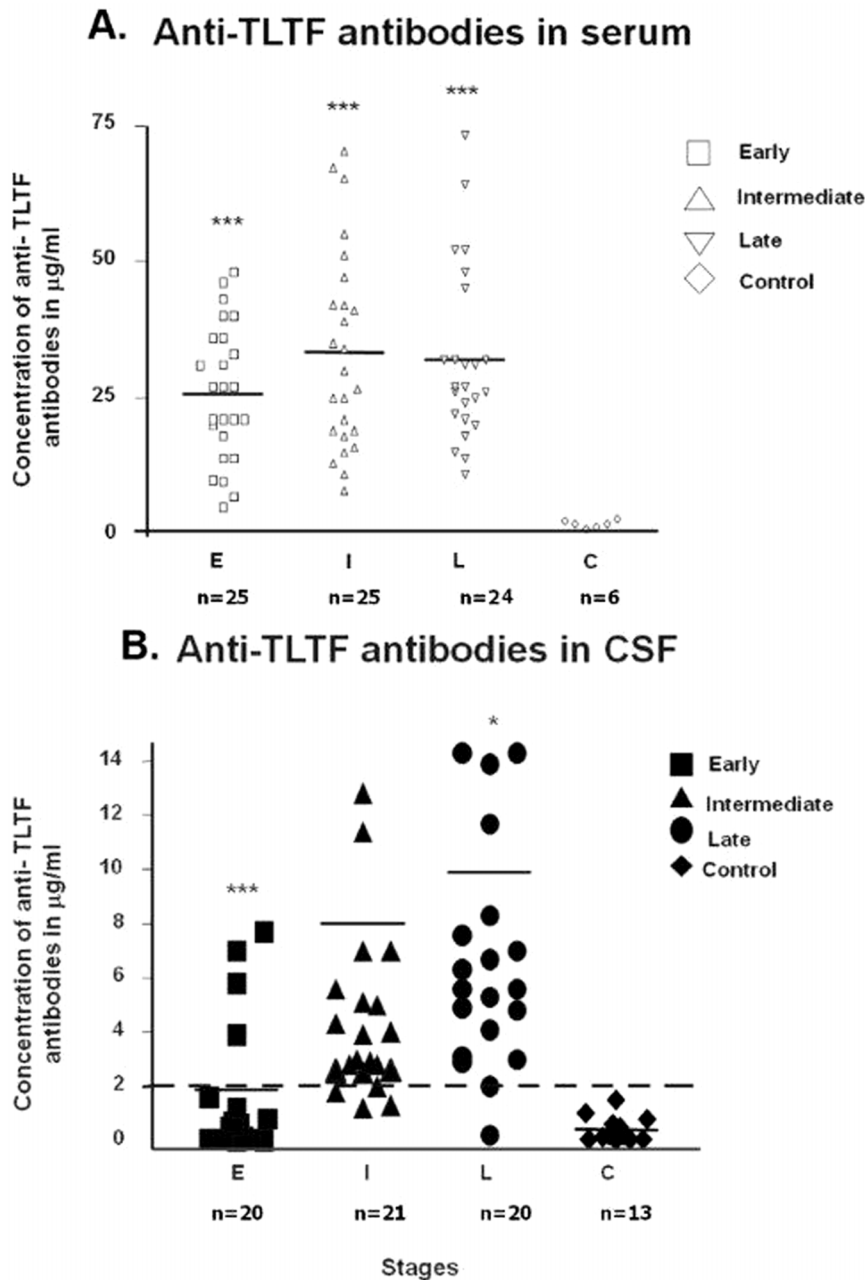 A. Anti-TLTF antibodies in serum
Concentration of anti- TLTF
antibodies in µg/ml
75
50
25
0
***
***
***
Early
Intermediate
Late
Control
E I L C
n=25 n=25 n=24 n=6
B. Anti-TLTF antibodies in CSF
Concentration of anti- TLTF
antibodies in µg/ml
14
12
10
8
6
4
2
0
***
*
Early
Intermediate
Late
Control
E I L C
n=20 n=21 n=20 n=13
Stages